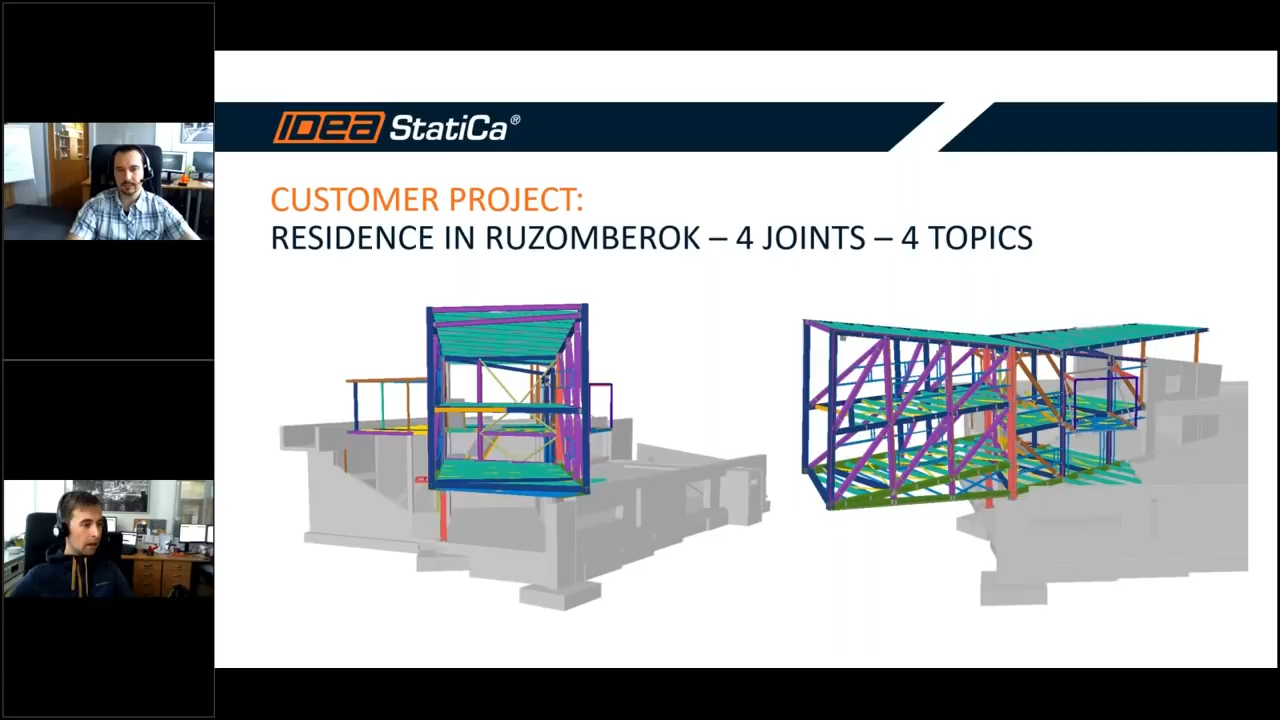 IDEA StatiCa®
CUSTOMER PROJECT:
RESIDENCE IN RUZOMBEROK – 4 JOINTS – 4 TOPICS